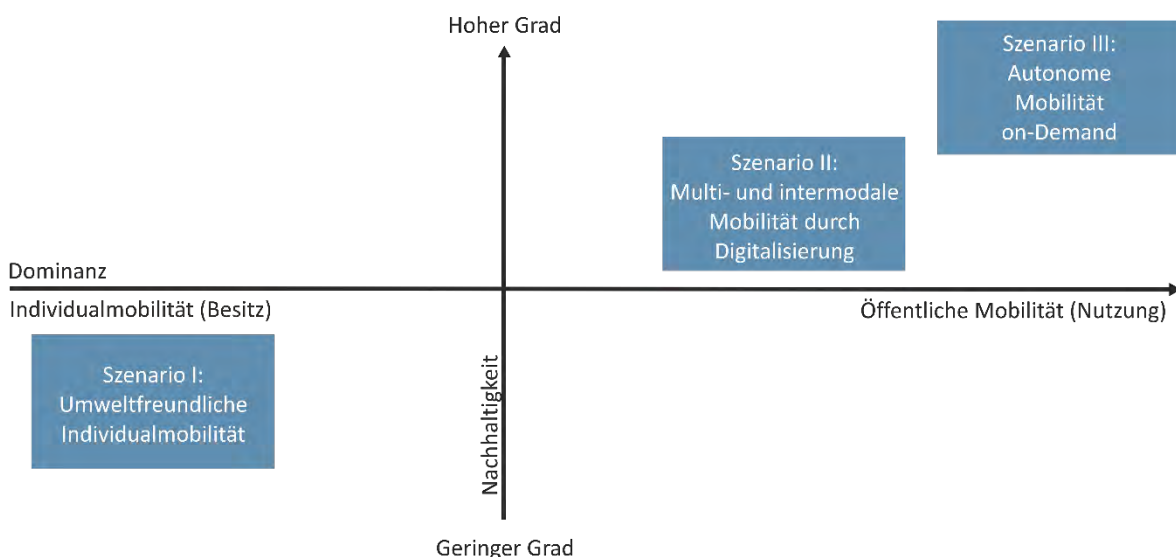 Hoher Grad
Szenario III:
Autonome
Mobilität
on-Demand
Szenario II:
Multi- und intermodale
Mobilität durch
Digitalisierung
Dominanz
Individualmobilität (Besitz)
Öffentliche Mobilität (Nutzung)
Szenario I:
Umweltfreundliche
Individualmobilität
Nachhaltigkeit
Geringer Grad